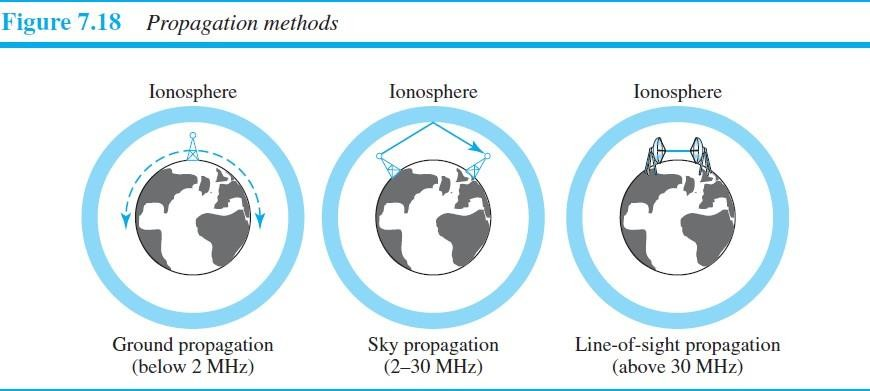 Figure 7.18 Propagation methods
Ionosphere
Ionosphere
Ionosphere
Ground propagation
(below 2 MHz)
Sky propagation
(2–30 MHz)
Line-of-sight propagation
(above 30 MHz)